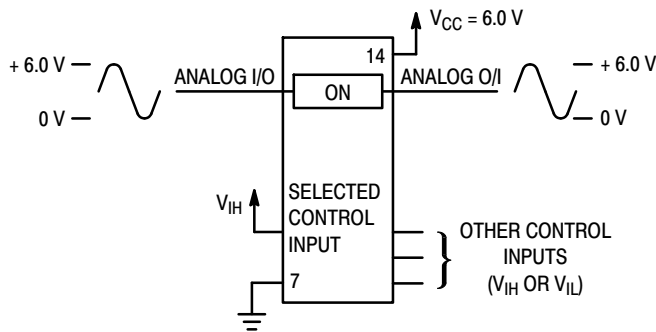 V_CC = 6.0 V
14
+ 6.0 V
ANALOG I/O
ON
ANALOG O/I
+ 6.0 V
0 V
0 V
V_IH
SELECTED
CONTROL
INPUT
7
OTHER CONTROL
INPUTS
(V_IH OR V_IL)